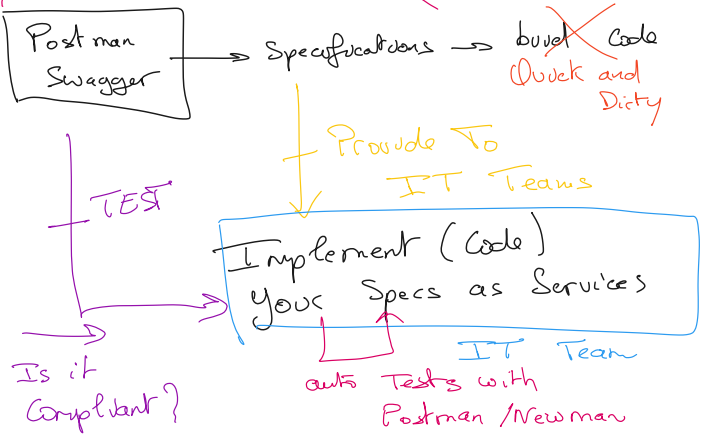 Postman
Swagger
Specifications
build Code
Quick and
Dirty
Provide To
IT Teams
TEST
Implement (Code)
your Specs as Services
IT Team
Is it
Compliant?
auto Tests with
Postman / Newman